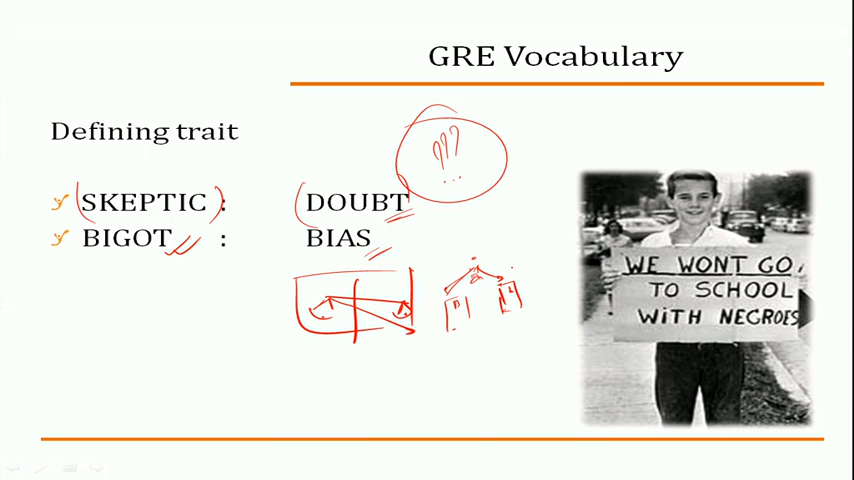 GRE Vocabulary
Defining trait
SKEPTIC : DOUBT
BIGOT : BIAS
???
WE WONT GO
TO SCHOOL
WITH NEGROES